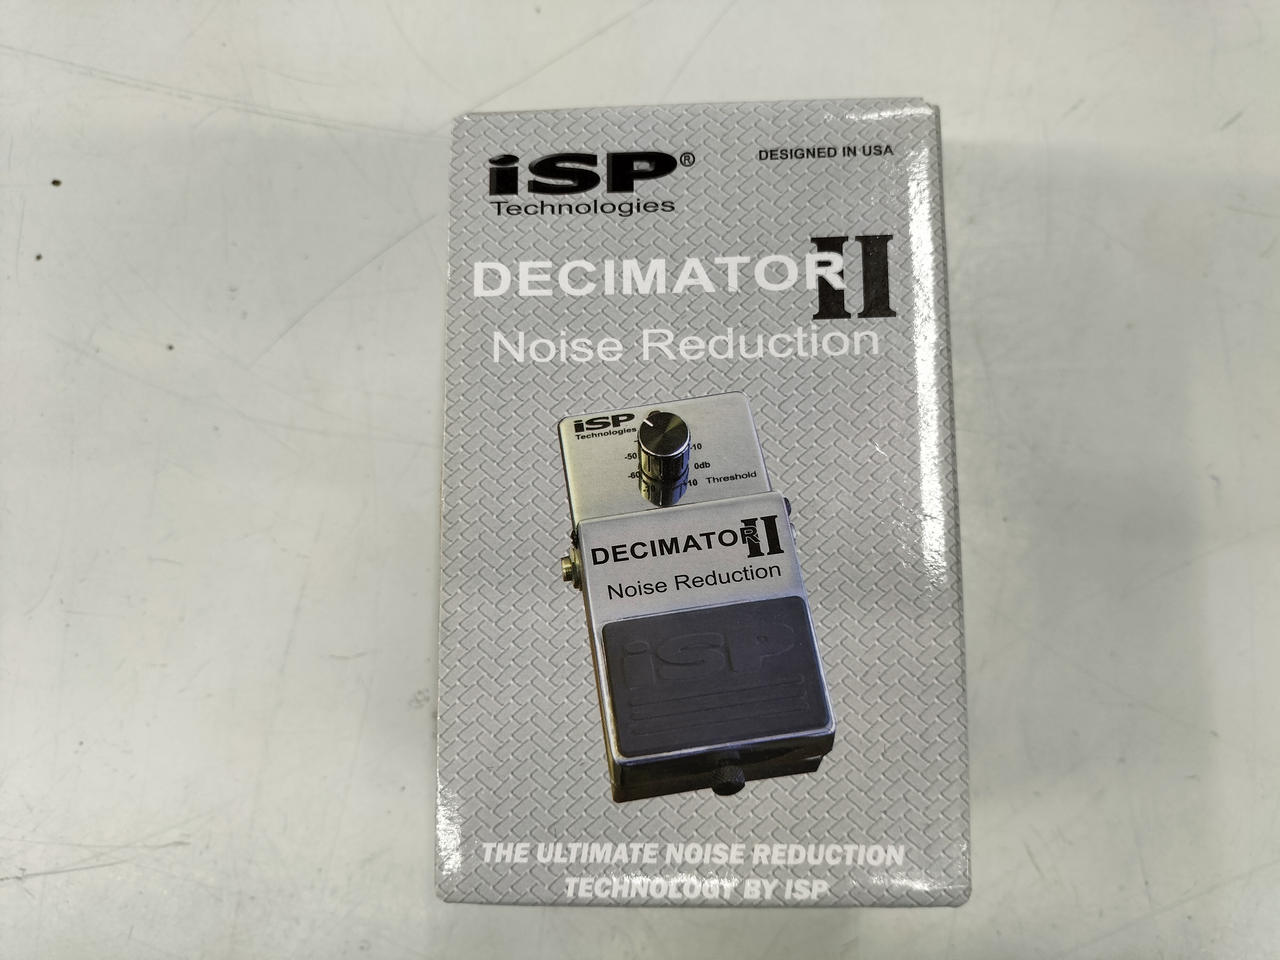 iSP®
Technologies
DESIGNED IN USA
DECIMATOR II
Noise Reduction
iSP
Technologies
-50
-10
-60
0db
+10
Threshold
DECIMATOR II
Noise Reduction
iSP
THE ULTIMATE NOISE REDUCTION
TECHNOLOGY BY ISP